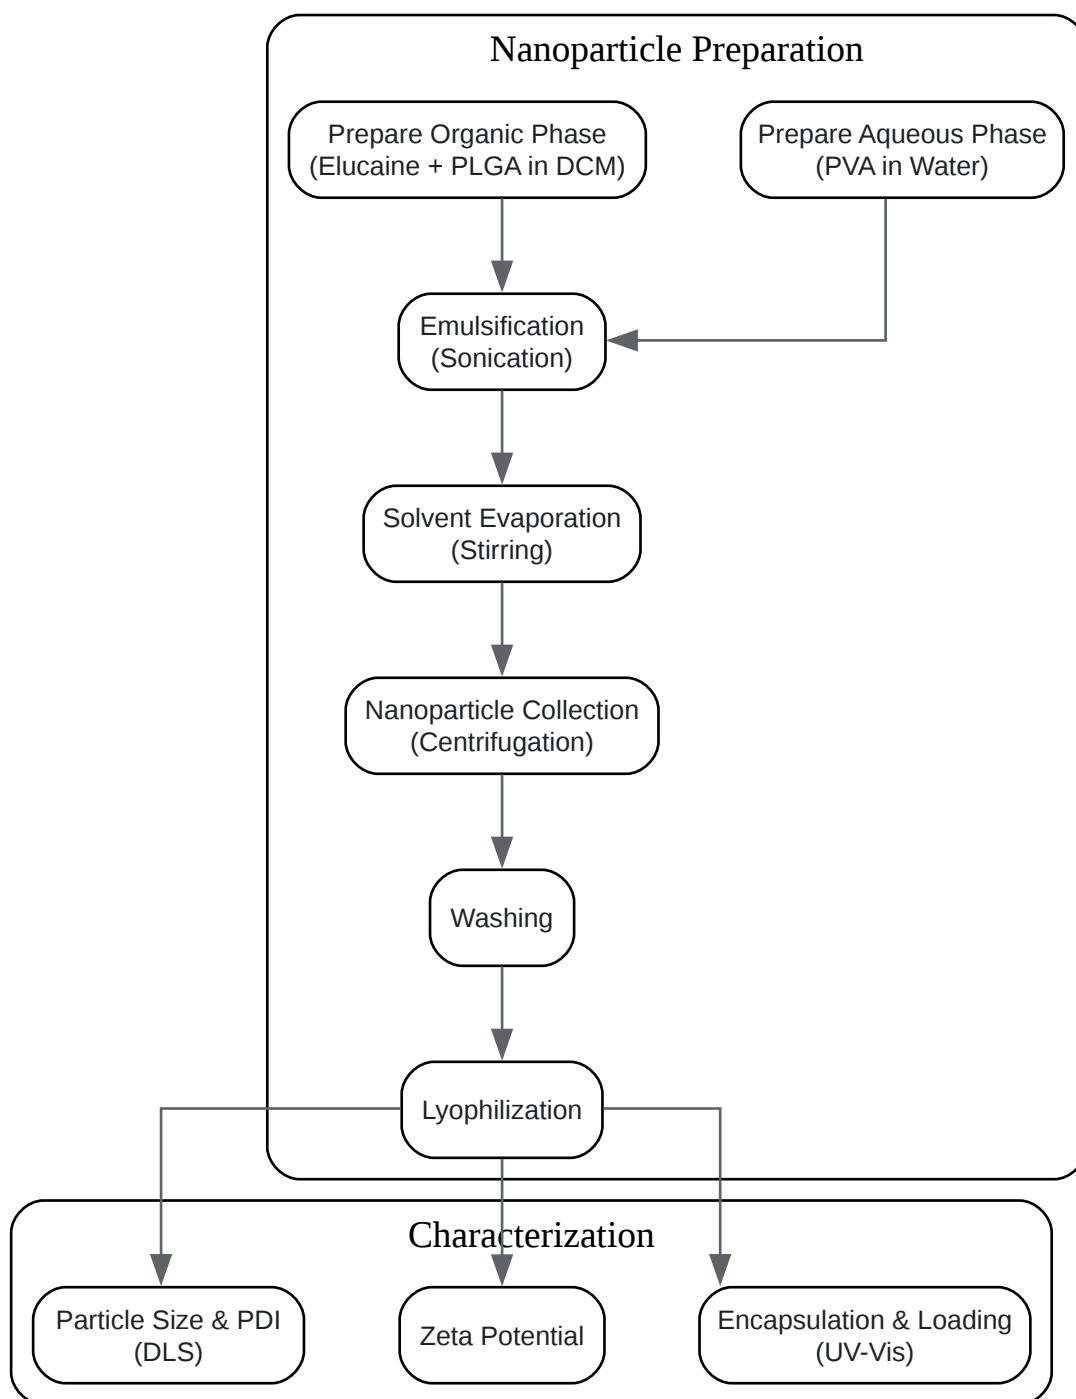 Nanoparticle Preparation
Prepare Organic Phase
(Elucaine + PLGA in DCM)
Prepare Aqueous Phase
(PVA in Water)
Emulsification
(Sonication)
Solvent Evaporation
(Stirring)
Nanoparticle Collection
(Centrifugation)
Washing
Lyophilization
Characterization
Particle Size & PDI
(DLS)
Zeta Potential
Encapsulation & Loading
(UV-Vis)